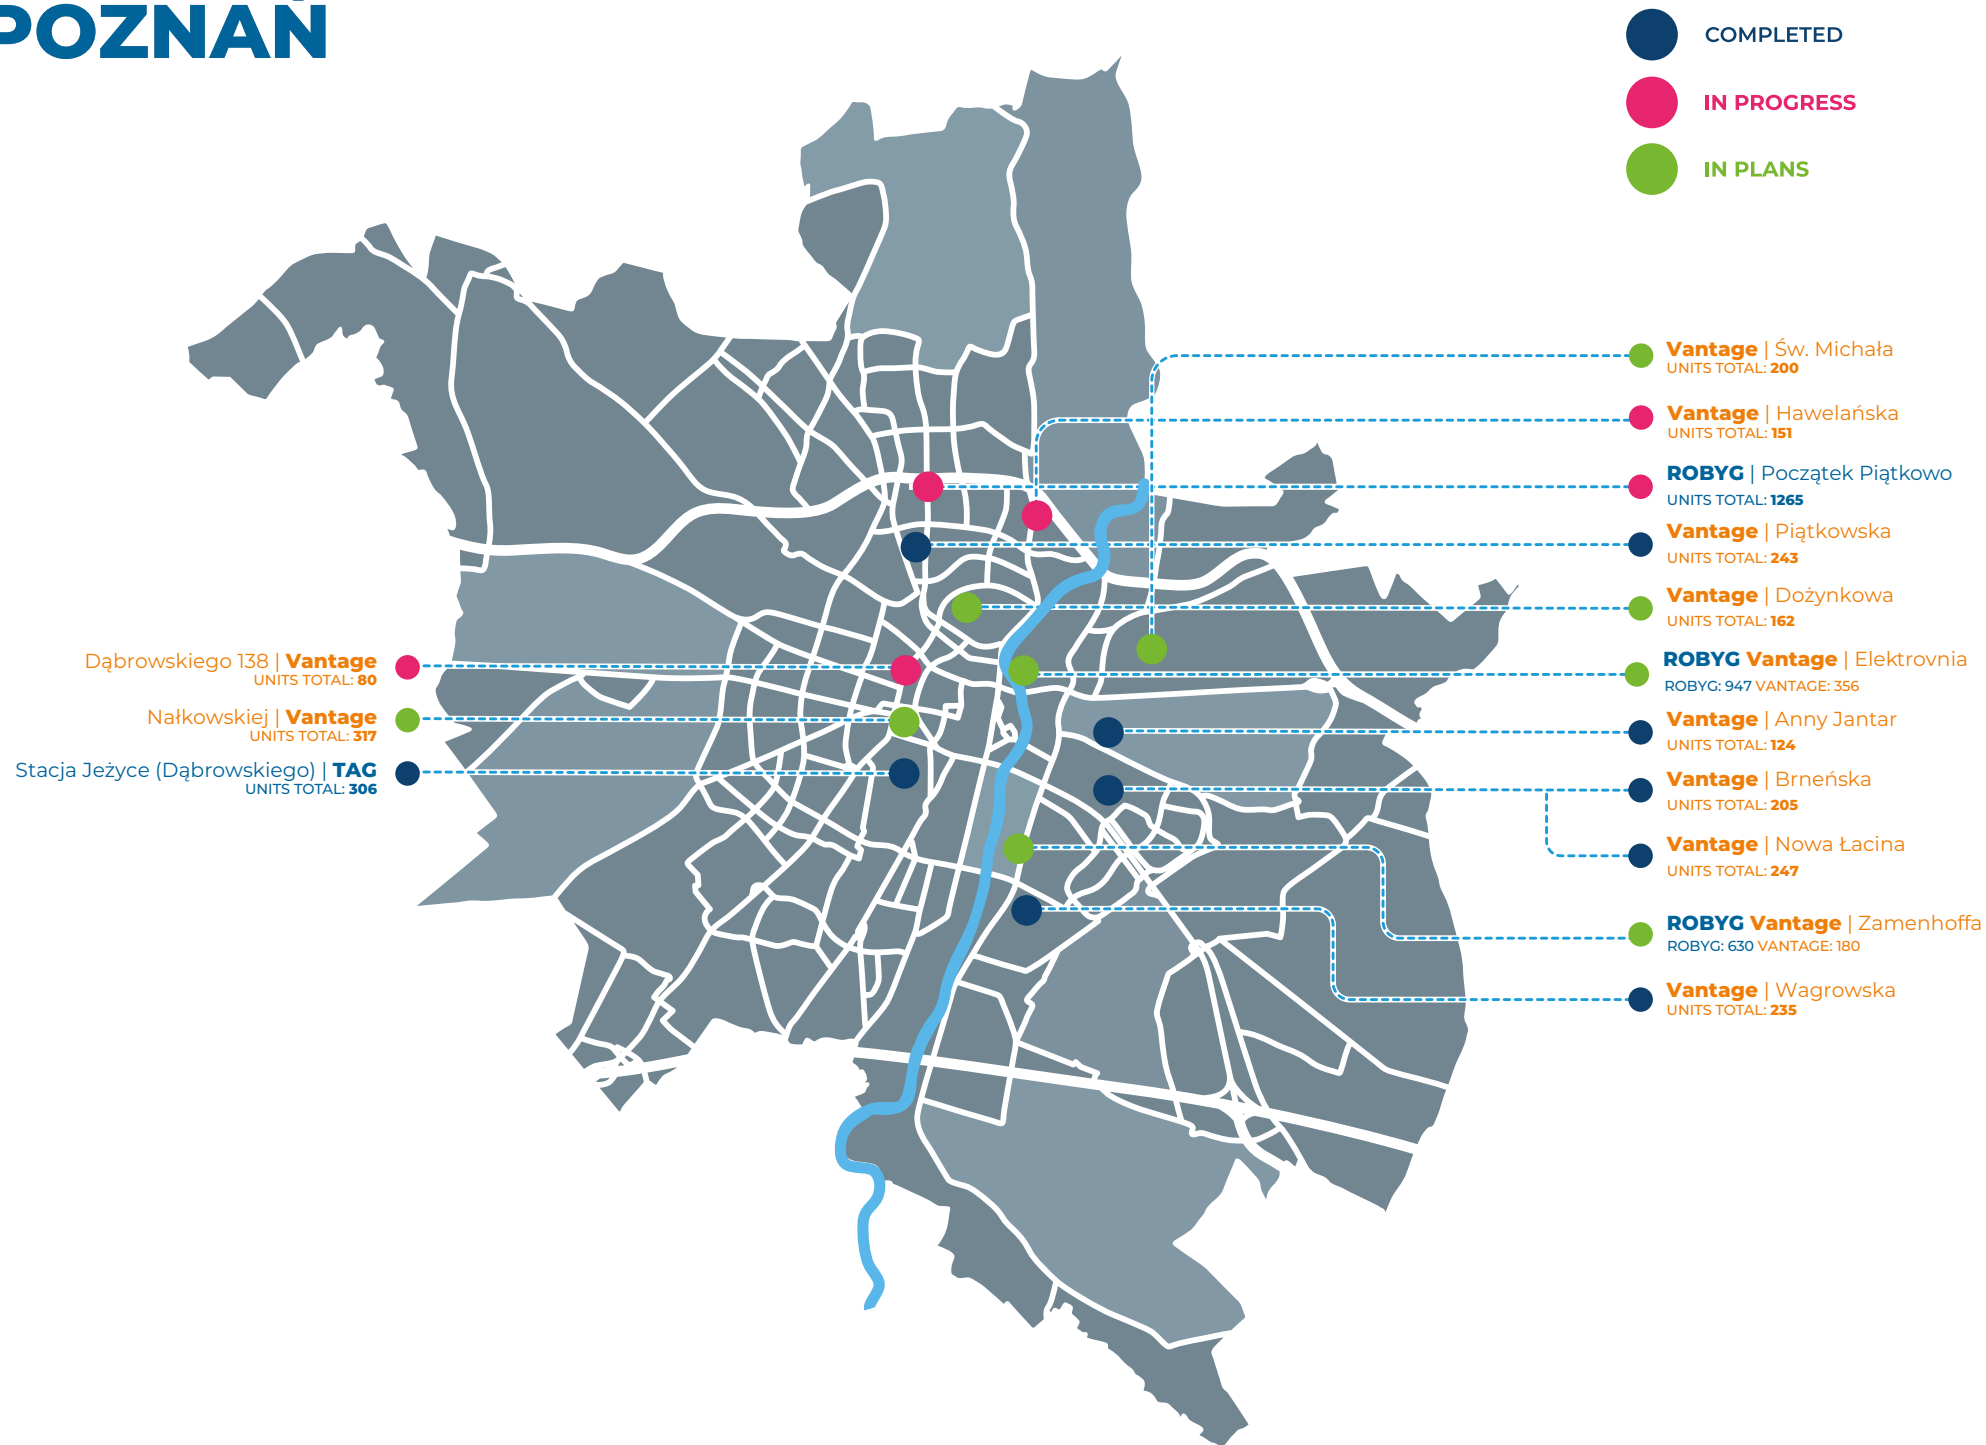 POZNAŃ
COMPLETED
IN PROGRESS
IN PLANS
Vantage | Św. Michała
UNITS TOTAL: 200
Vantage | Hawelańska
UNITS TOTAL: 151
ROBYG | Początek Piątkowo
UNITS TOTAL: 1265
Vantage | Piątkowska
UNITS TOTAL: 243
Vantage | Dożynkowa
UNITS TOTAL: 162
ROBYG Vantage | Elektrovnia
ROBYG: 947 VANTAGE: 356
Vantage | Anny Jantar
UNITS TOTAL: 124
Vantage | Brneńska
UNITS TOTAL: 205
Vantage | Nowa Łacina
UNITS TOTAL: 247
ROBYG Vantage | Zamenhoffa
ROBYG: 630 VANTAGE: 180
Vantage | Wagrowska
UNITS TOTAL: 235
Dąbrowskiego 138 | Vantage
UNITS TOTAL: 80
Nałkowskiej | Vantage
UNITS TOTAL: 317
Stacja Jeżyce (Dąbrowskiego) | TAG
UNITS TOTAL: 306